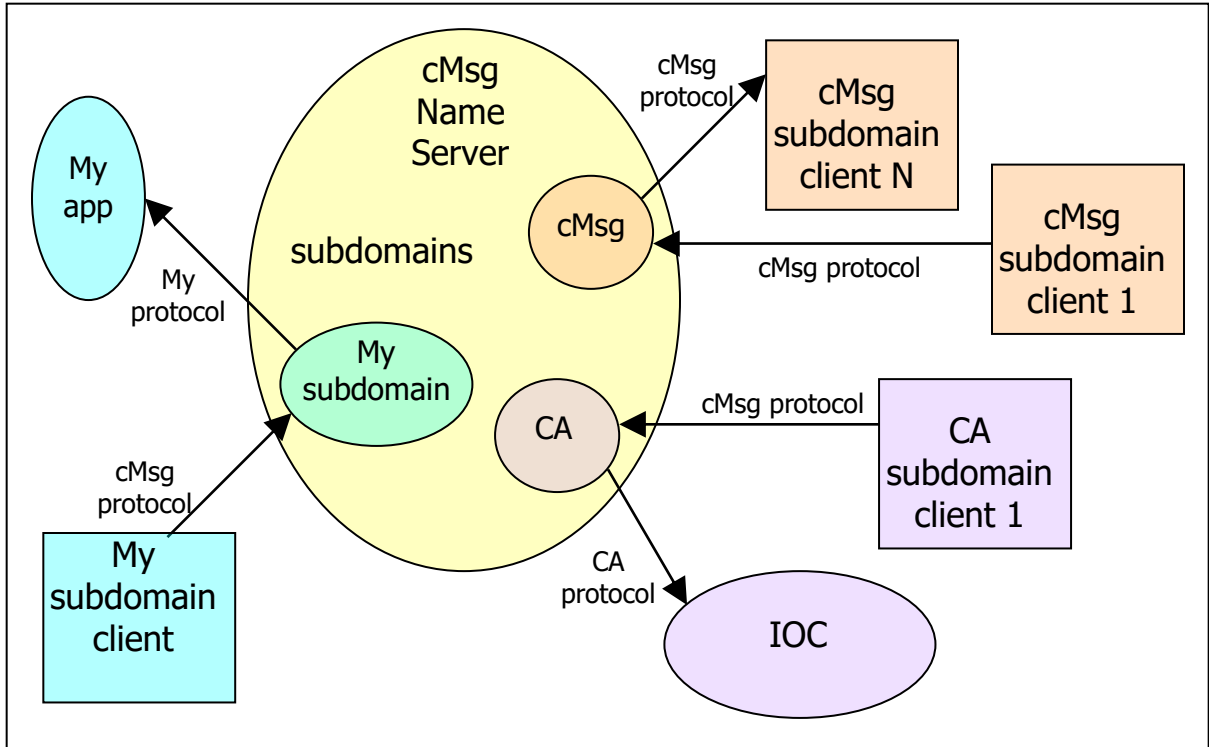 cMsg
Name
Server
subdomains
cMsg
My
subdomain
CA
My
app
My
protocol
cMsg
protocol
My
subdomain
client
cMsg
protocol
cMsg
subdomain
client N
cMsg protocol
cMsg
subdomain
client 1
cMsg protocol
CA
subdomain
client 1
CA
protocol
IOC